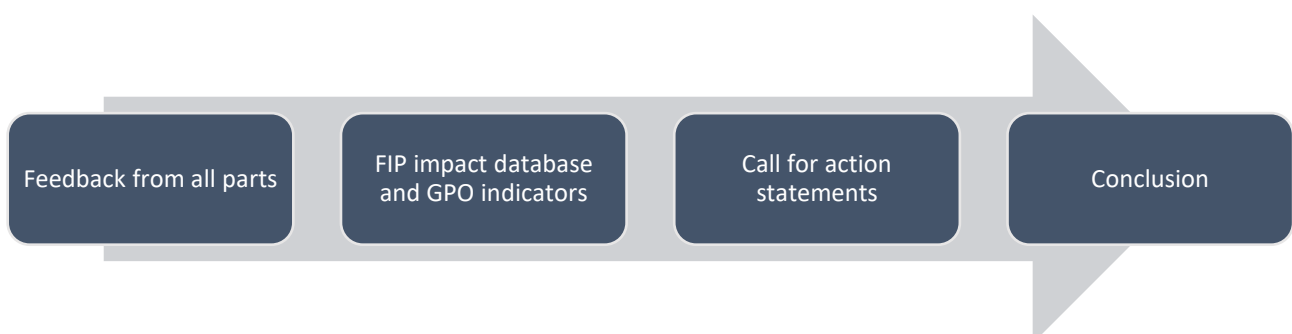 Feedback from all parts
FIP impact database
and GPO indicators
Call for action
statements
Conclusion